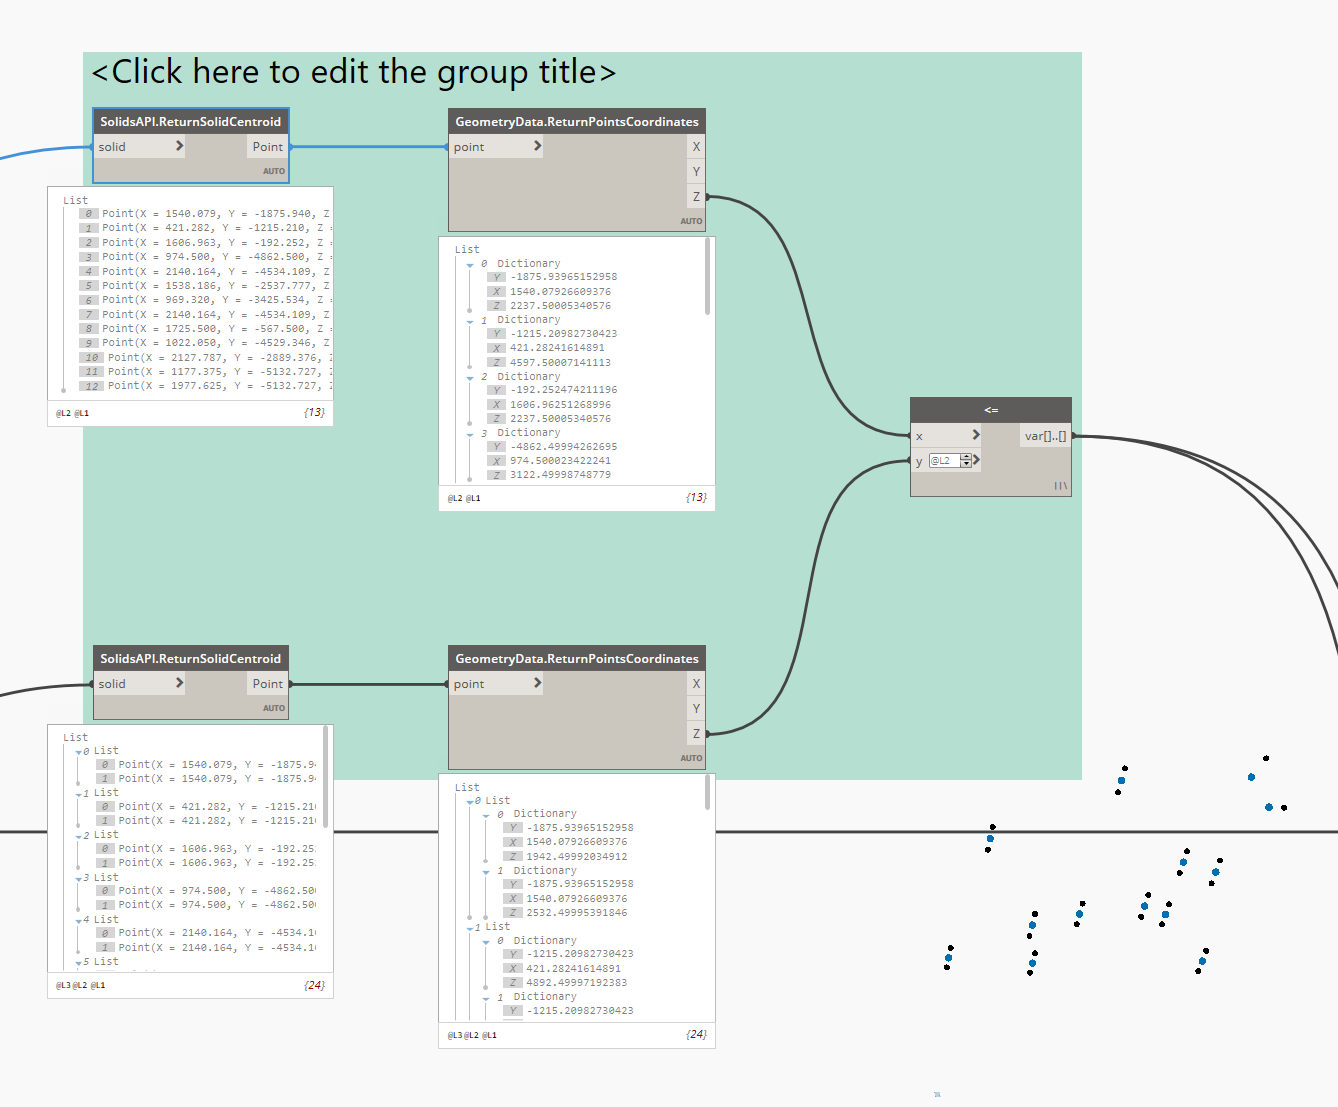 <Click here to edit the group title>
SolidsAPI.ReturnSolidCentroid
solid > Point
AUTO
List
0 Point(X = 1540.079, Y = -1875.940, Z
1 Point(X = 421.282, Y = -1215.210, Z =
2 Point(X = 1606.963, Y = -192.252, Z =
3 Point(X = 974.500, Y = -4862.500, Z =
4 Point(X = 2140.164, Y = -4534.109, Z
5 Point(X = 1538.186, Y = -2537.777, Z
6 Point(X = 969.320, Y = -3425.534, Z =
7 Point(X = 2140.164, Y = -4534.109, Z
8 Point(X = 1725.500, Y = -567.500, Z =
9 Point(X = 1022.050, Y = -4529.346, Z
10 Point(X = 2127.787, Y = -2889.376, Z
11 Point(X = 1177.375, Y = -5132.727, Z
12 Point(X = 1977.625, Y = -5132.727, Z
@L2 @L1 {13}
GeometryData.ReturnPointsCoordinates
point > X
Y
Z
AUTO
List
0 Dictionary
Y -1875.93965152958
X 1540.07926609376
Z 2237.50005340576
1 Dictionary
Y -1215.20982730423
X 421.28241614891
Z 4597.50007141113
2 Dictionary
Y -192.252474211196
X 1606.96251268996
Z 2237.50005340576
3 Dictionary
Y -4862.49994262695
X 974.500023422241
Z 3122.49998748779
@L2 @L1 {13}
<=
x > var[]..[]
y @L2 >
SolidsAPI.ReturnSolidCentroid
solid > Point
AUTO
List
0 List
0 Point(X = 1540.079, Y = -1875.94
1 Point(X = 1540.079, Y = -1875.94
1 List
0 Point(X = 421.282, Y = -1215.210
1 Point(X = 421.282, Y = -1215.210
2 List
0 Point(X = 1606.963, Y = -192.252
1 Point(X = 1606.963, Y = -192.252
3 List
0 Point(X = 974.500, Y = -4862.500
1 Point(X = 974.500, Y = -4862.500
4 List
0 Point(X = 2140.164, Y = -4534.10
1 Point(X = 2140.164, Y = -4534.10
5 List
@L3 @L2 @L1 {24}
GeometryData.ReturnPointsCoordinates
point > X
Y
Z
AUTO
List
0 List
0 Dictionary
Y -1875.93965152958
X 1540.07926609376
Z 1942.49992034912
1 Dictionary
Y -1875.93965152958
X 1540.07926609376
Z 2532.49995391846
1 List
0 Dictionary
Y -1215.20982730423
X 421.28241614891
Z 4892.49997192383
1 Dictionary
Y -1215.20982730423
@L3 @L2 @L1 {24}